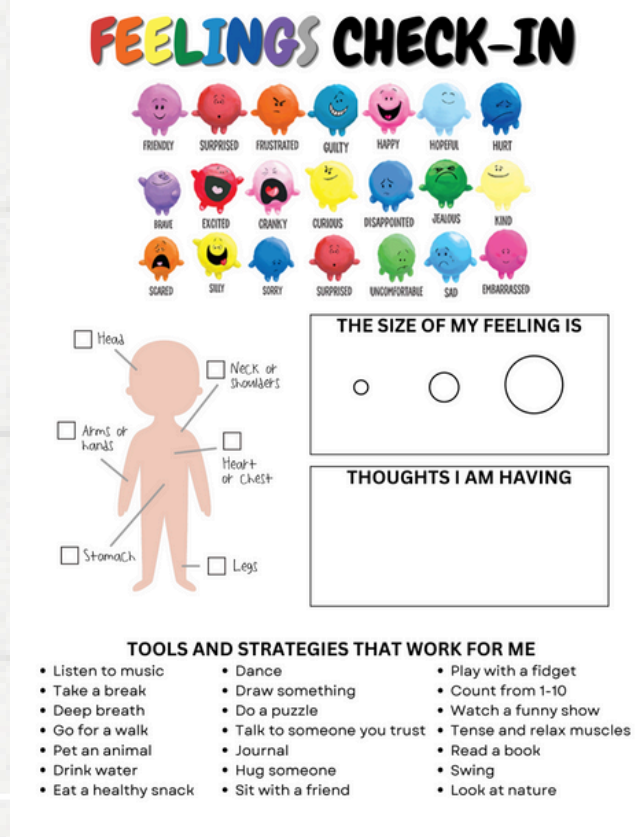 FEELINGS CHECK-IN
FRIENDLY SURPRISED FRUSTRATED GUILTY HAPPY HOPEFUL HURT
BRAVE EXCITED CRANKY CURIOUS DISAPPOINTED JEALOUS KIND
SCARED SILLY SORRY SURPRISED UNCOMFORTABLE SAD EMBARRASSED
Head
Neck or
shoulders
Arms or
hands
Heart
or Chest
Stomach
Legs
THE SIZE OF MY FEELING IS
THOUGHTS I AM HAVING
TOOLS AND STRATEGIES THAT WORK FOR ME
• Listen to music
• Take a break
• Deep breath
• Go for a walk
• Pet an animal
• Drink water
• Eat a healthy snack
• Dance
• Draw something
• Do a puzzle
• Talk to someone you trust
• Journal
• Hug someone
• Sit with a friend
• Play with a fidget
• Count from 1-10
• Watch a funny show
• Tense and relax muscles
• Read a book
• Swing
• Look at nature